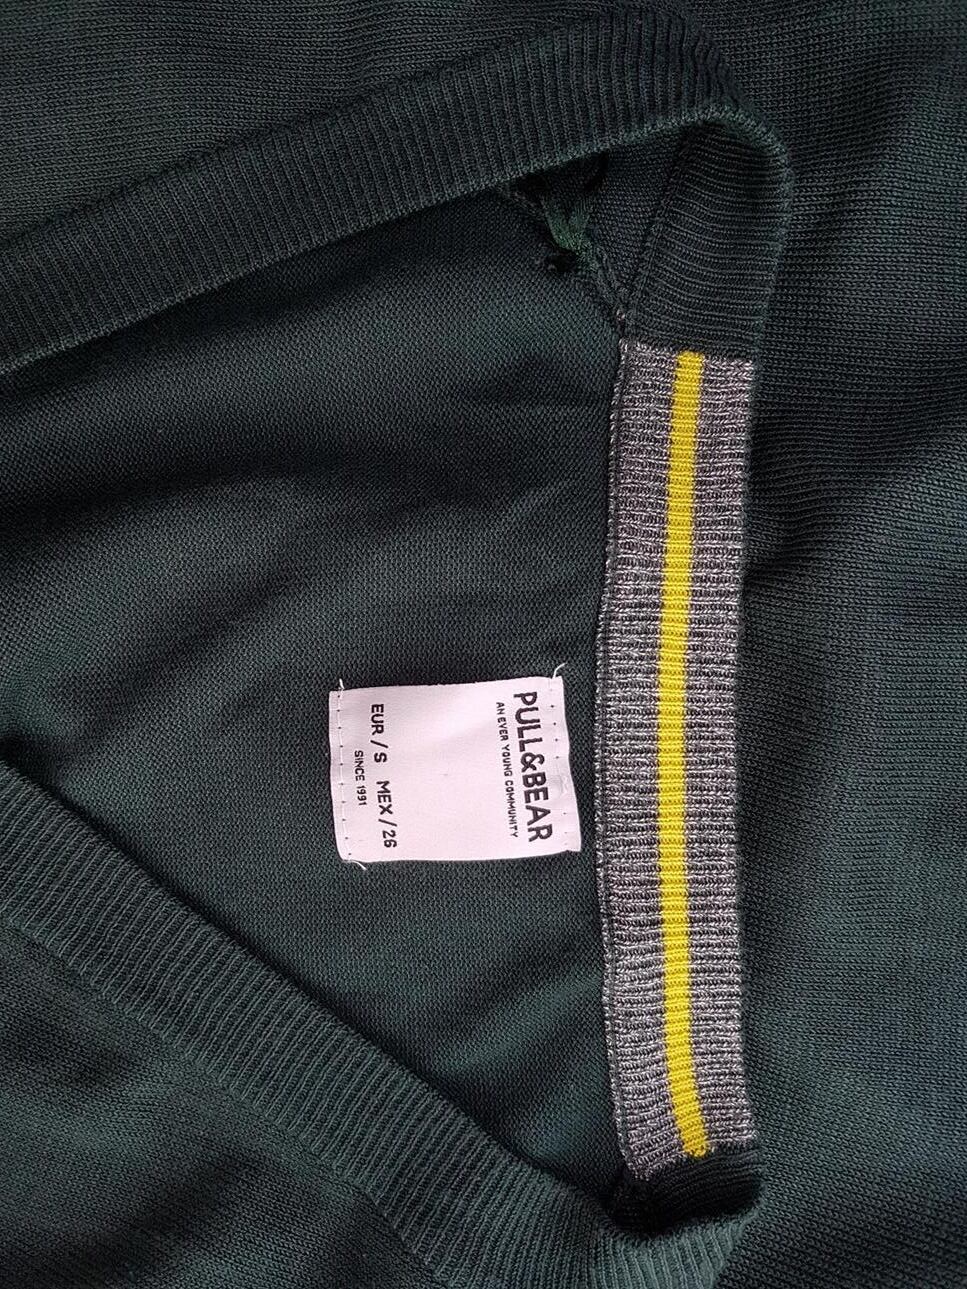 PULL&BEAR
AN EVER YOUNG COMMUNITY
EUR/S MEX/26
SINCE 1991